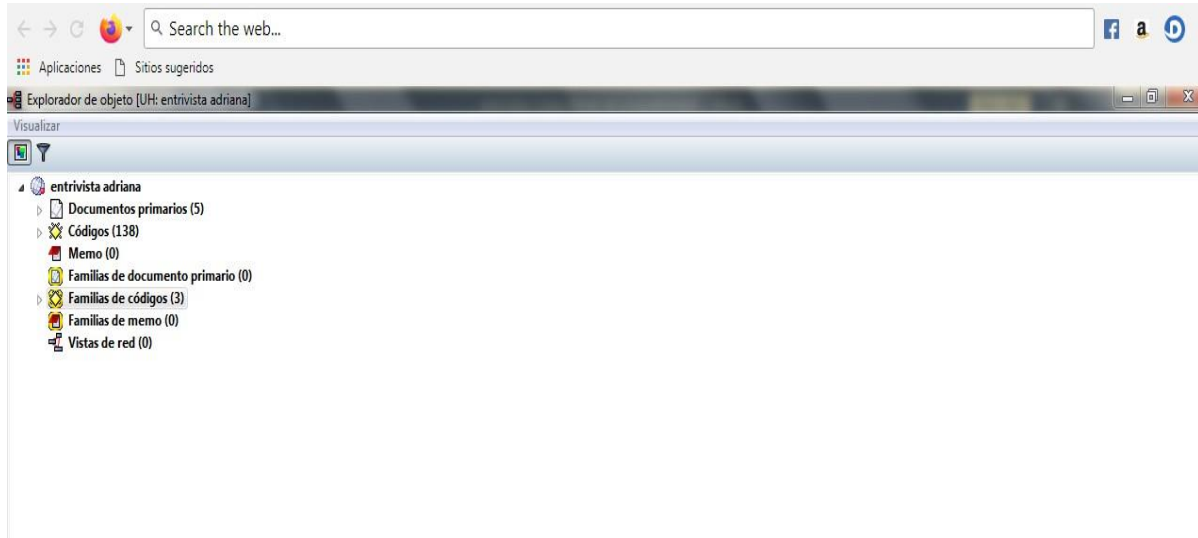 Search the web...
Aplicaciones Sitios sugeridos
Explorador de objeto [UH: entrivista adriana]
Visualizar
entrivista adriana
Documentos primarios (5)
Códigos (138)
Memo (0)
Familias de documento primario (0)
Familias de códigos (3)
Familias de memo (0)
Vistas de red (0)